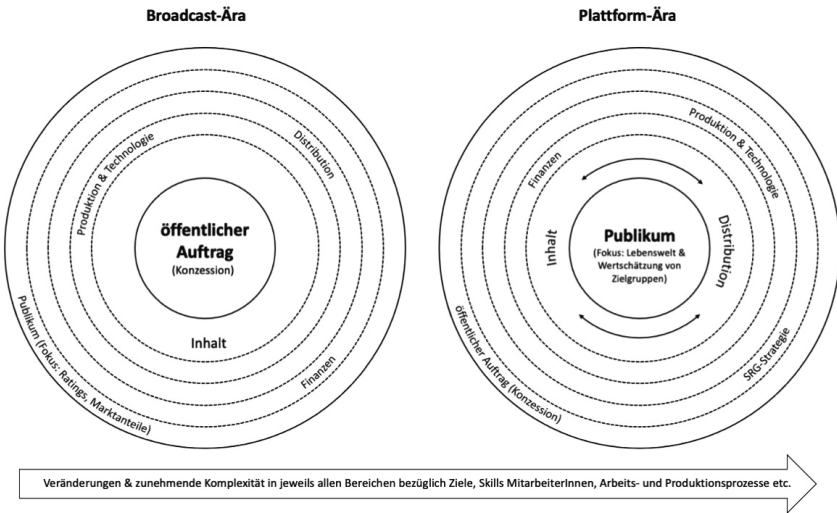 Broadcast-Ära
Produktion & Technologie
Distribution
öffentlicher
Auftrag
(Konzession)
Inhalt
Finanzen
Publikum (Fokus: Ratings, Marktanteile)
Plattform-Ära
Produktion & Technologie
Finanzen
Inhalt
Publikum
(Fokus: Lebenswelt &
Wertschätzung von
Zielgruppen)
Distribution
SRG-Strategie
öffentlicher Auftrag (Konzession)
Veränderungen & zunehmende Komplexität in jeweils allen Bereichen bezüglich Ziele, Skills MitarbeiterInnen, Arbeits- und Produktionsprozesse etc.